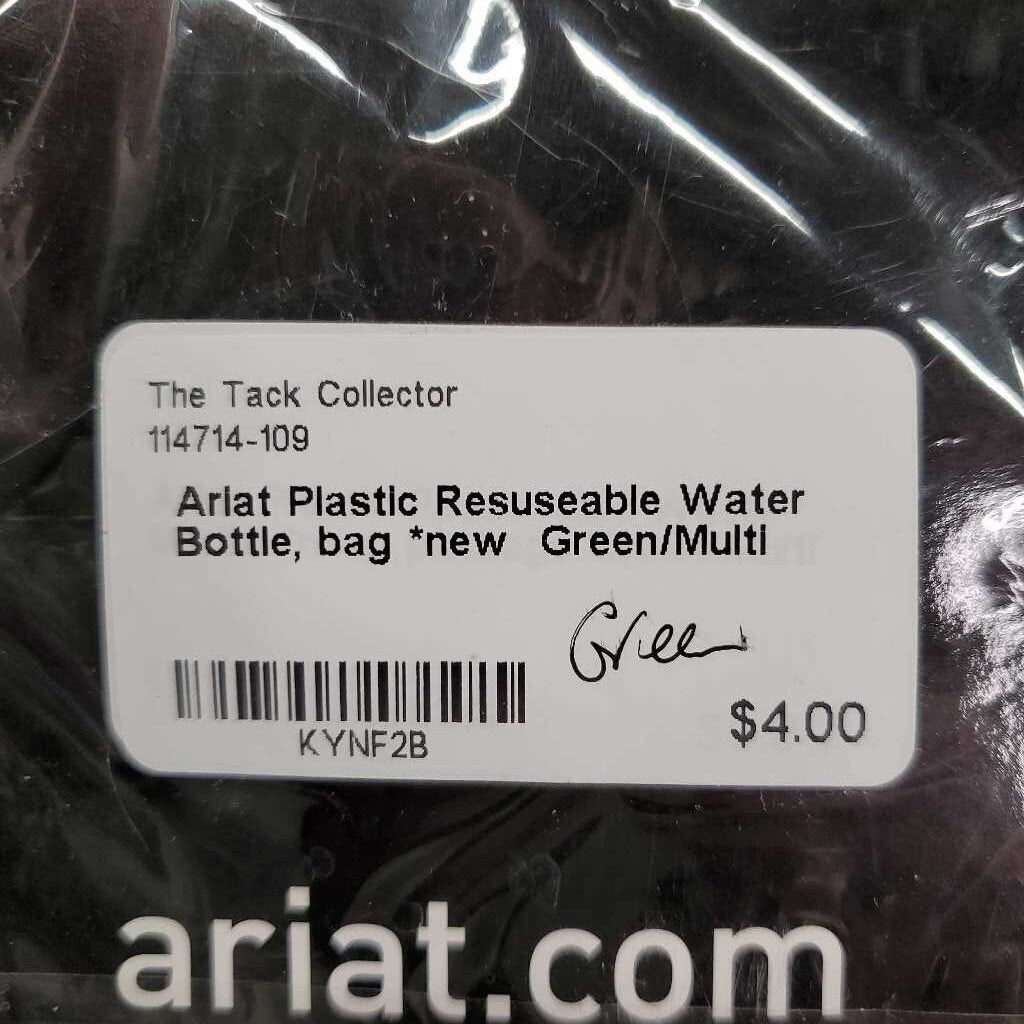 The Tack Collector
114714-109
Ariat Plastic Resuseable Water
Bottle, bag *new Green/Multi
Green
KYNF2B
$4.00
ariat.com